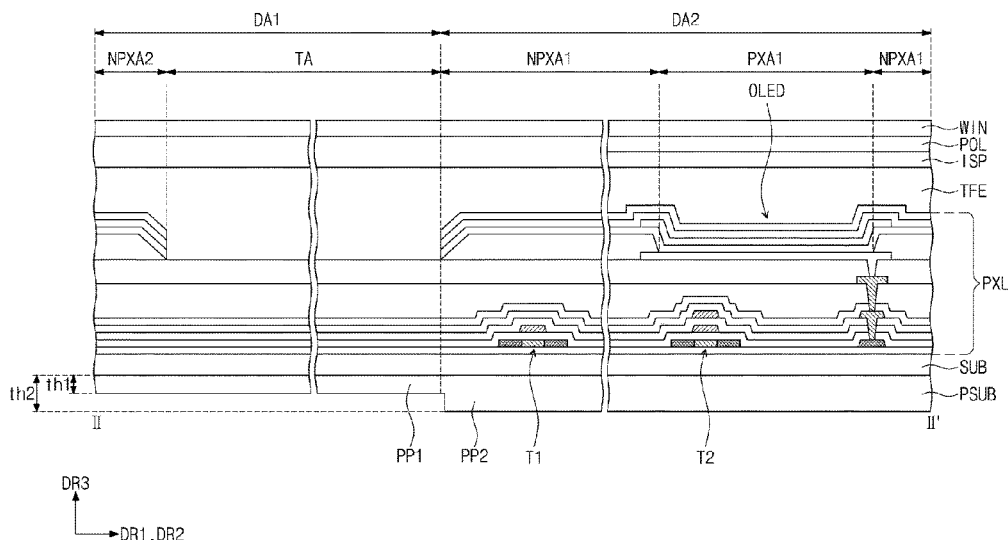 DA1 DA2
NPXA2 TA NPXA1 PXA1 NPXA1
OLED
WIN
POL
ISP
TFE
PXL
SUB
th1
th2
PSUB
II II'
PP1 PP2 T1 T2
DR3
DR1,DR2